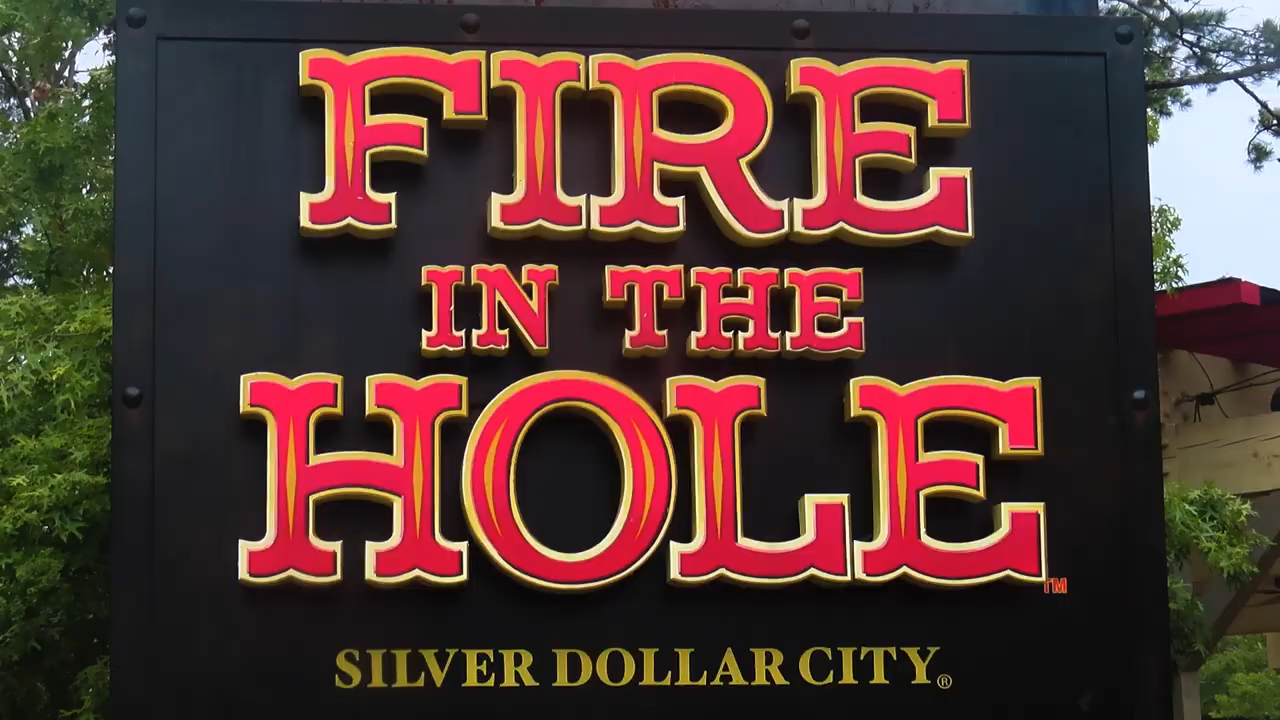 FIRE
IN THE
HOLE™
SILVER DOLLAR CITY®